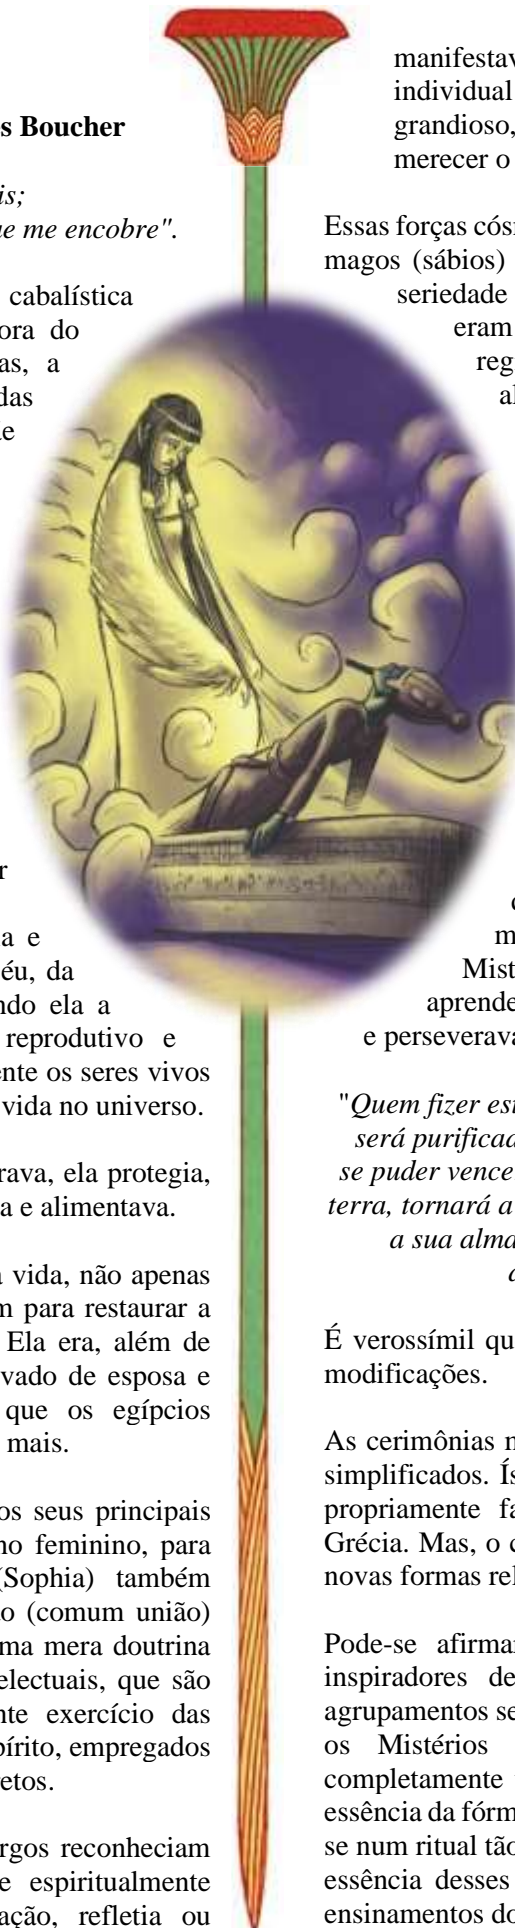 s Boucher
is;
ue me encobre".
cabalística
ora do
as, a
das
ue
r
a e
éu, da
ndo ela a
reprodutivo e
ente os seres vivos
vida no universo.
rava, ela protegia,
a e alimentava.
a vida, não apenas
m para restaurar a
Ela era, além de
vado de esposa e
que os egípcios
mais.
os seus principais
no feminino, para
(Sophia) também
ão (comum união)
ma mera doutrina
electuais, que são
nte exercício das
pírito, empregados
retos.
rgos reconheciam
e espiritualmente
ação, refletia ou
manifestav
individual
grandioso,
merecer o
Essas forças cósm
magos (sábios)
seriedade
eram
reg
al
e
m
Mist
aprende
e perseverava
"Quem fizer est
será purificad
se puder vence
terra, tornará a
a sua alma
a
É verossímil qu
modificações.
As cerimônias n
simplificados. Ís
propriamente fa
Grécia. Mas, o c
novas formas rel
Pode-se afirmar
inspiradores de
agrupamentos se
os Mistérios
completamente
essência da fórm
se num ritual tão
essência desses
ensinamentos do